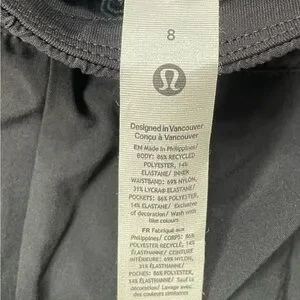 8
Designed in Vancouver
Conçu à Vancouver
EN Made in Philippines/
BODY: 86% RECYCLED
POLYESTER, 14%
ELASTANE/ INNER
WAISTBAND: 69% NYLON,
31% LYCRA® ELASTANE/
POCKETS: 86% POLYESTER,
14% ELASTANE/ Exclusive
of decoration/ Wash with
like colours
FR Fabriqué aux
Philippines/ CORPS: 86%
POLYESTER RECYCLÉ, 14%
ÉLASTHANNE/ CEINTURE
INTÉRIEURE: 69% NYLON,
31% ÉLASTHANNE/
POCHES: 86% POLYESTER,
14% ÉLASTHANNE/ Sauf la
décoration/ Laver avec
des couleurs similaires